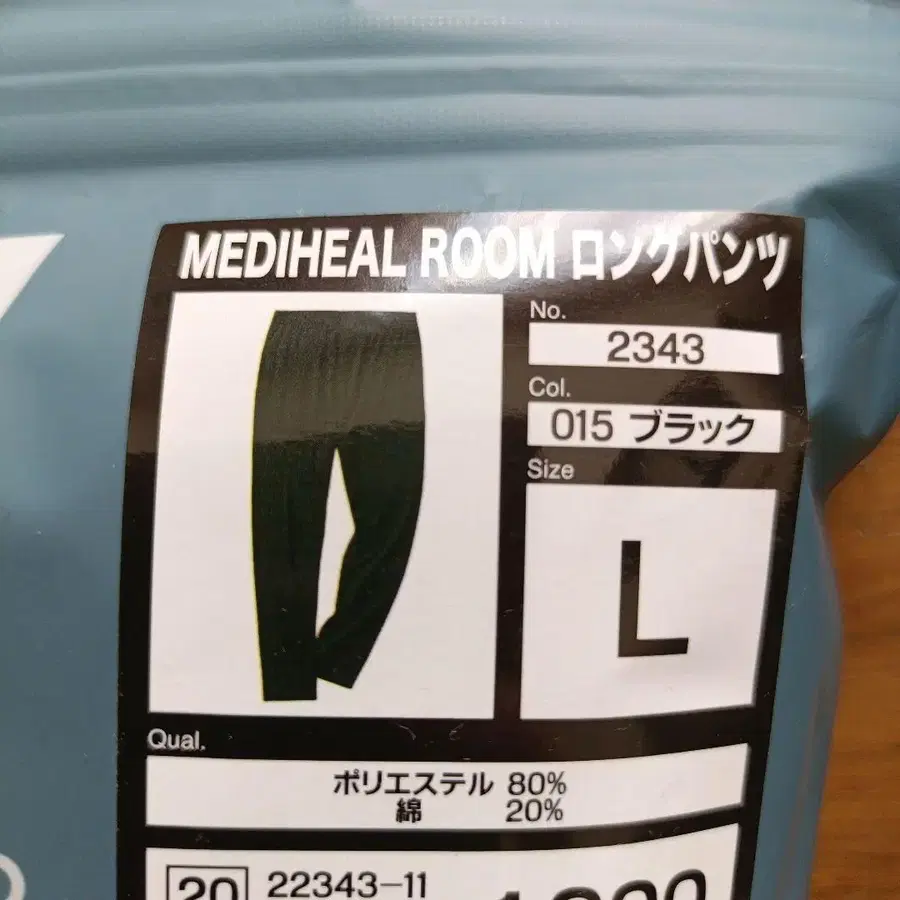 MEDIHEAL ROOM ロングパンツ
No.
2343
Col.
015 ブラック
Size
L
Qual.
ポリエステル 80%
綿 20%
20 22343-11